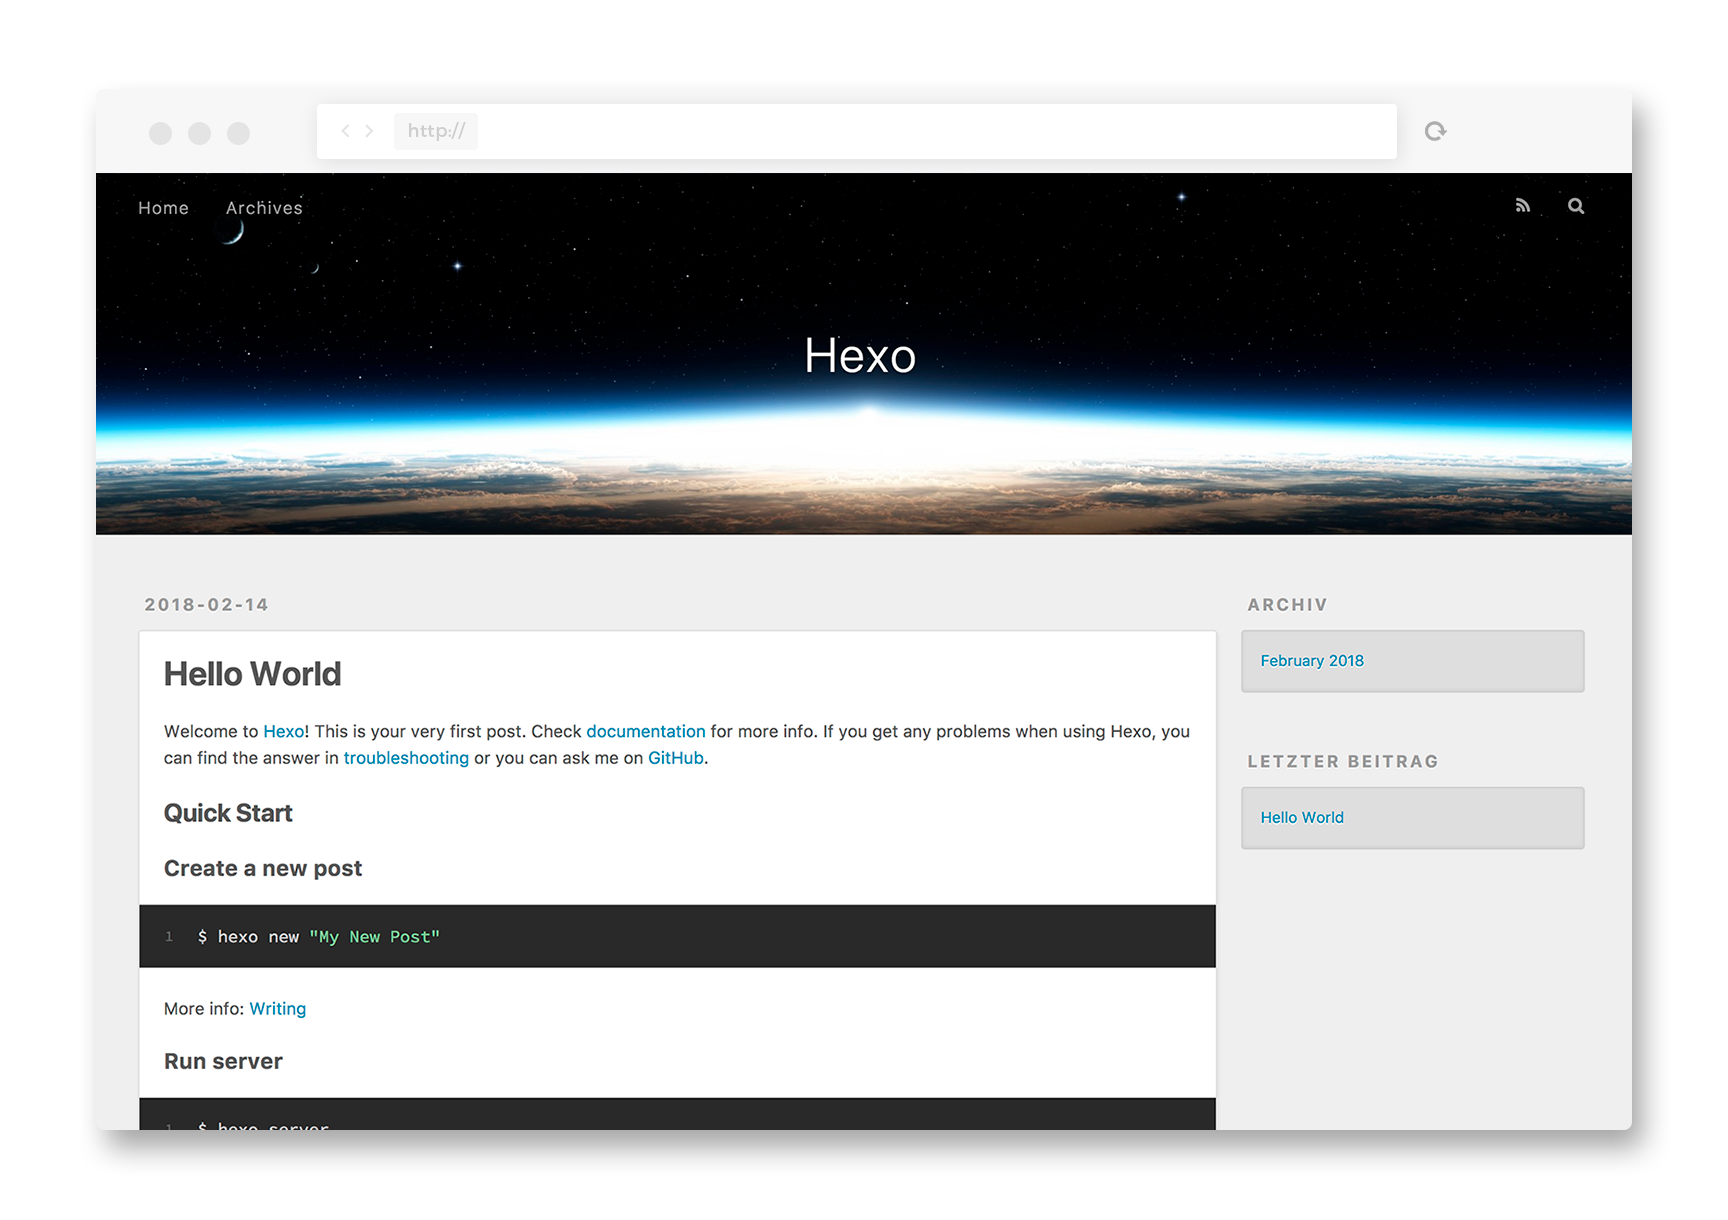 http://
Home Archives
Hexo
2018-02-14
Hello World
Welcome to Hexo! This is your very first post. Check documentation for more info. If you get any problems when using Hexo, you
can find the answer in troubleshooting or you can ask me on GitHub.
Quick Start
Create a new post
1 $ hexo new "My New Post"
More info: Writing
Run server
1 $ hexo server
ARCHIV
February 2018
LETZTER BEITRAG
Hello World